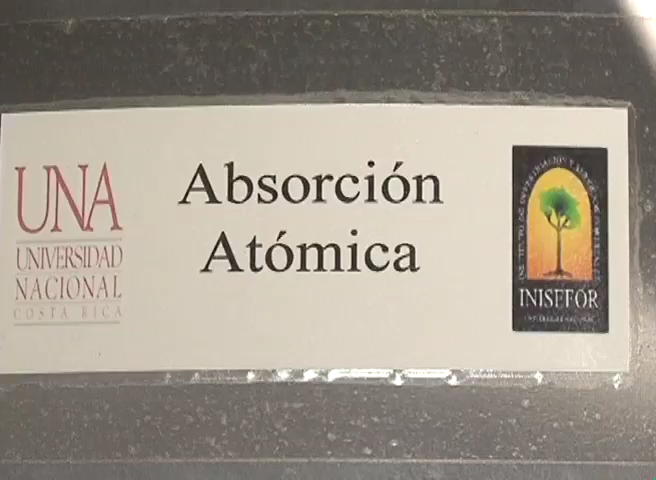 UNA
UNIVERSIDAD
NACIONAL
COSTA RICA
Absorción
Atómica
INISEFOR